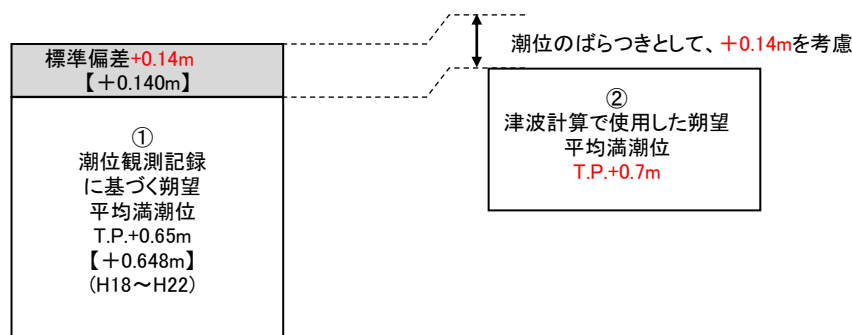 標準偏差+0.14m
【+0.140m】
①
潮位観測記録
に基づく朔望
平均満潮位
T.P.+0.65m
【+0.648m】
(H18～H22)
潮位のばらつきとして、+0.14mを考慮
②
津波計算で使用した朔望
平均満潮位
T.P.+0.7m